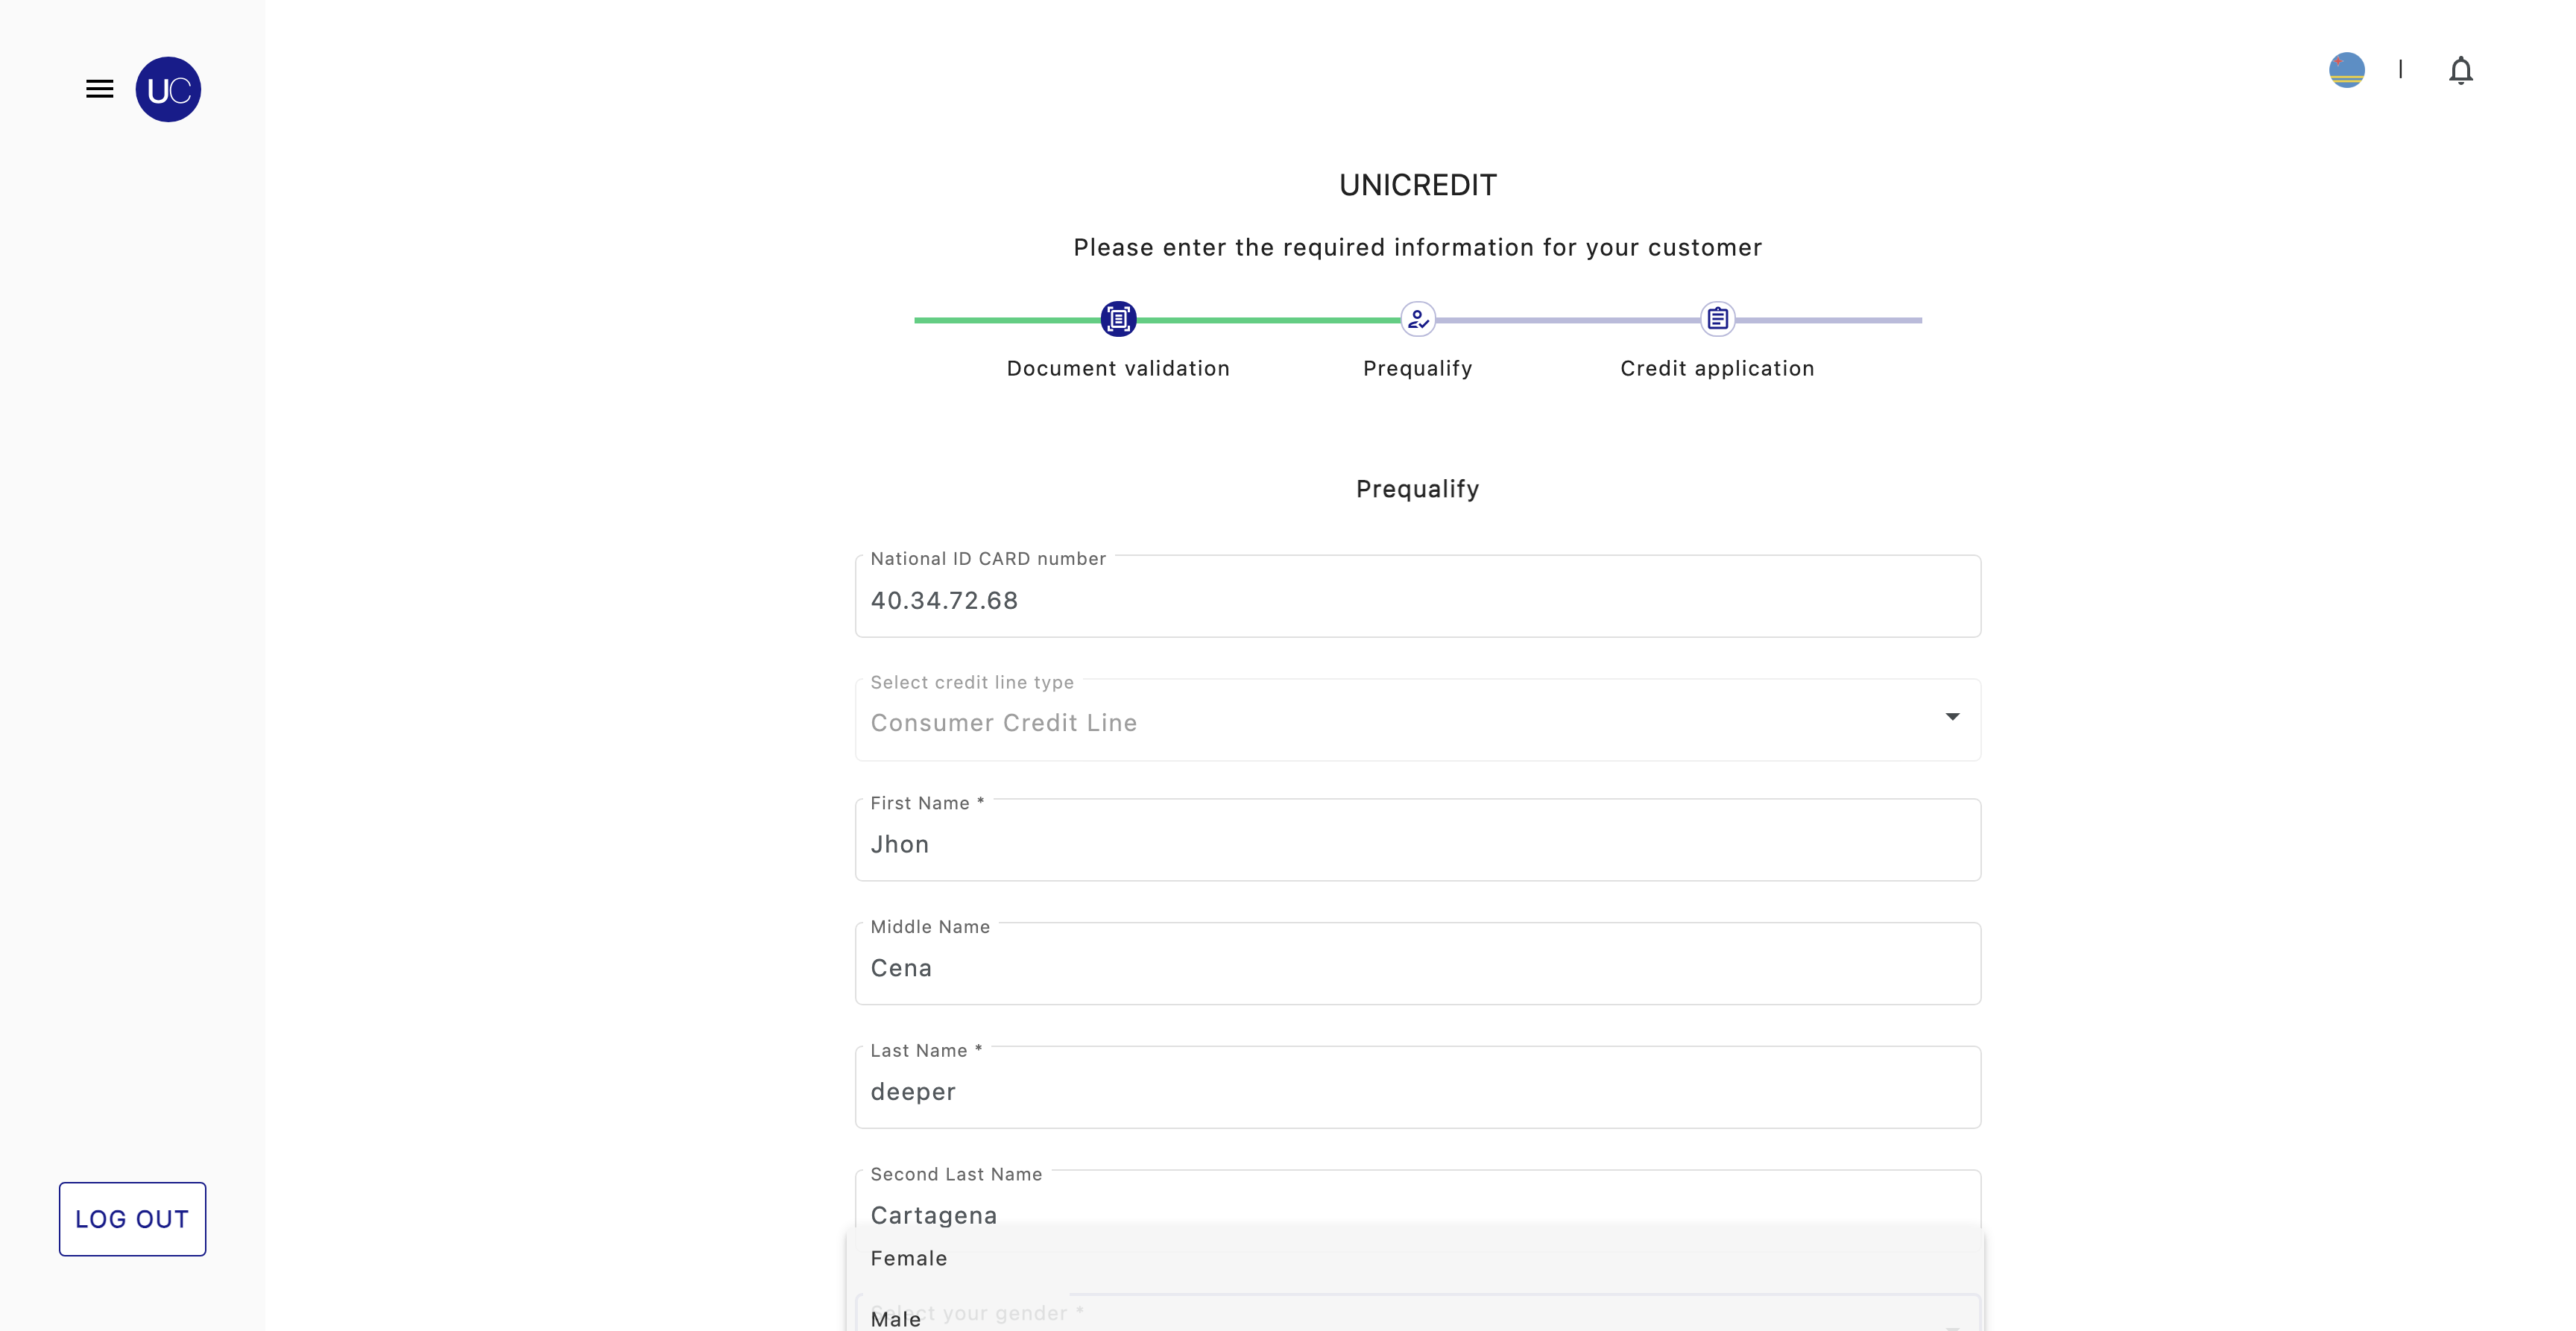 UC
UNICREDIT
Please enter the required information for your customer
Document validation
Prequalify
Credit application
Prequalify
National ID CARD number
40.34.72.68
Select credit line type
Consumer Credit Line
First Name *
Jhon
Middle Name
Cena
Last Name *
deeper
Second Last Name
Cartagena
Female
Select your gender *
Male
LOG OUT